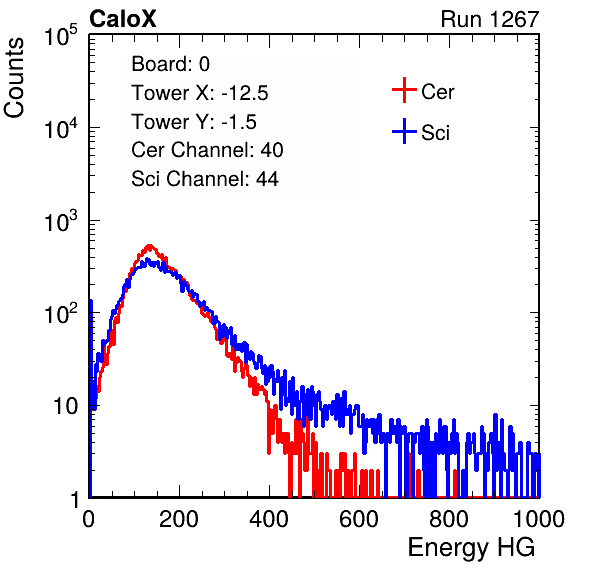 CaloX Run 1267
Counts
Board: 0
Tower X: -12.5
Tower Y: -1.5
Cer Channel: 40
Sci Channel: 44
Cer
Sci
10^5
10^4
10^3
10^2
10
1
0 200 400 600 800 1000
Energy HG